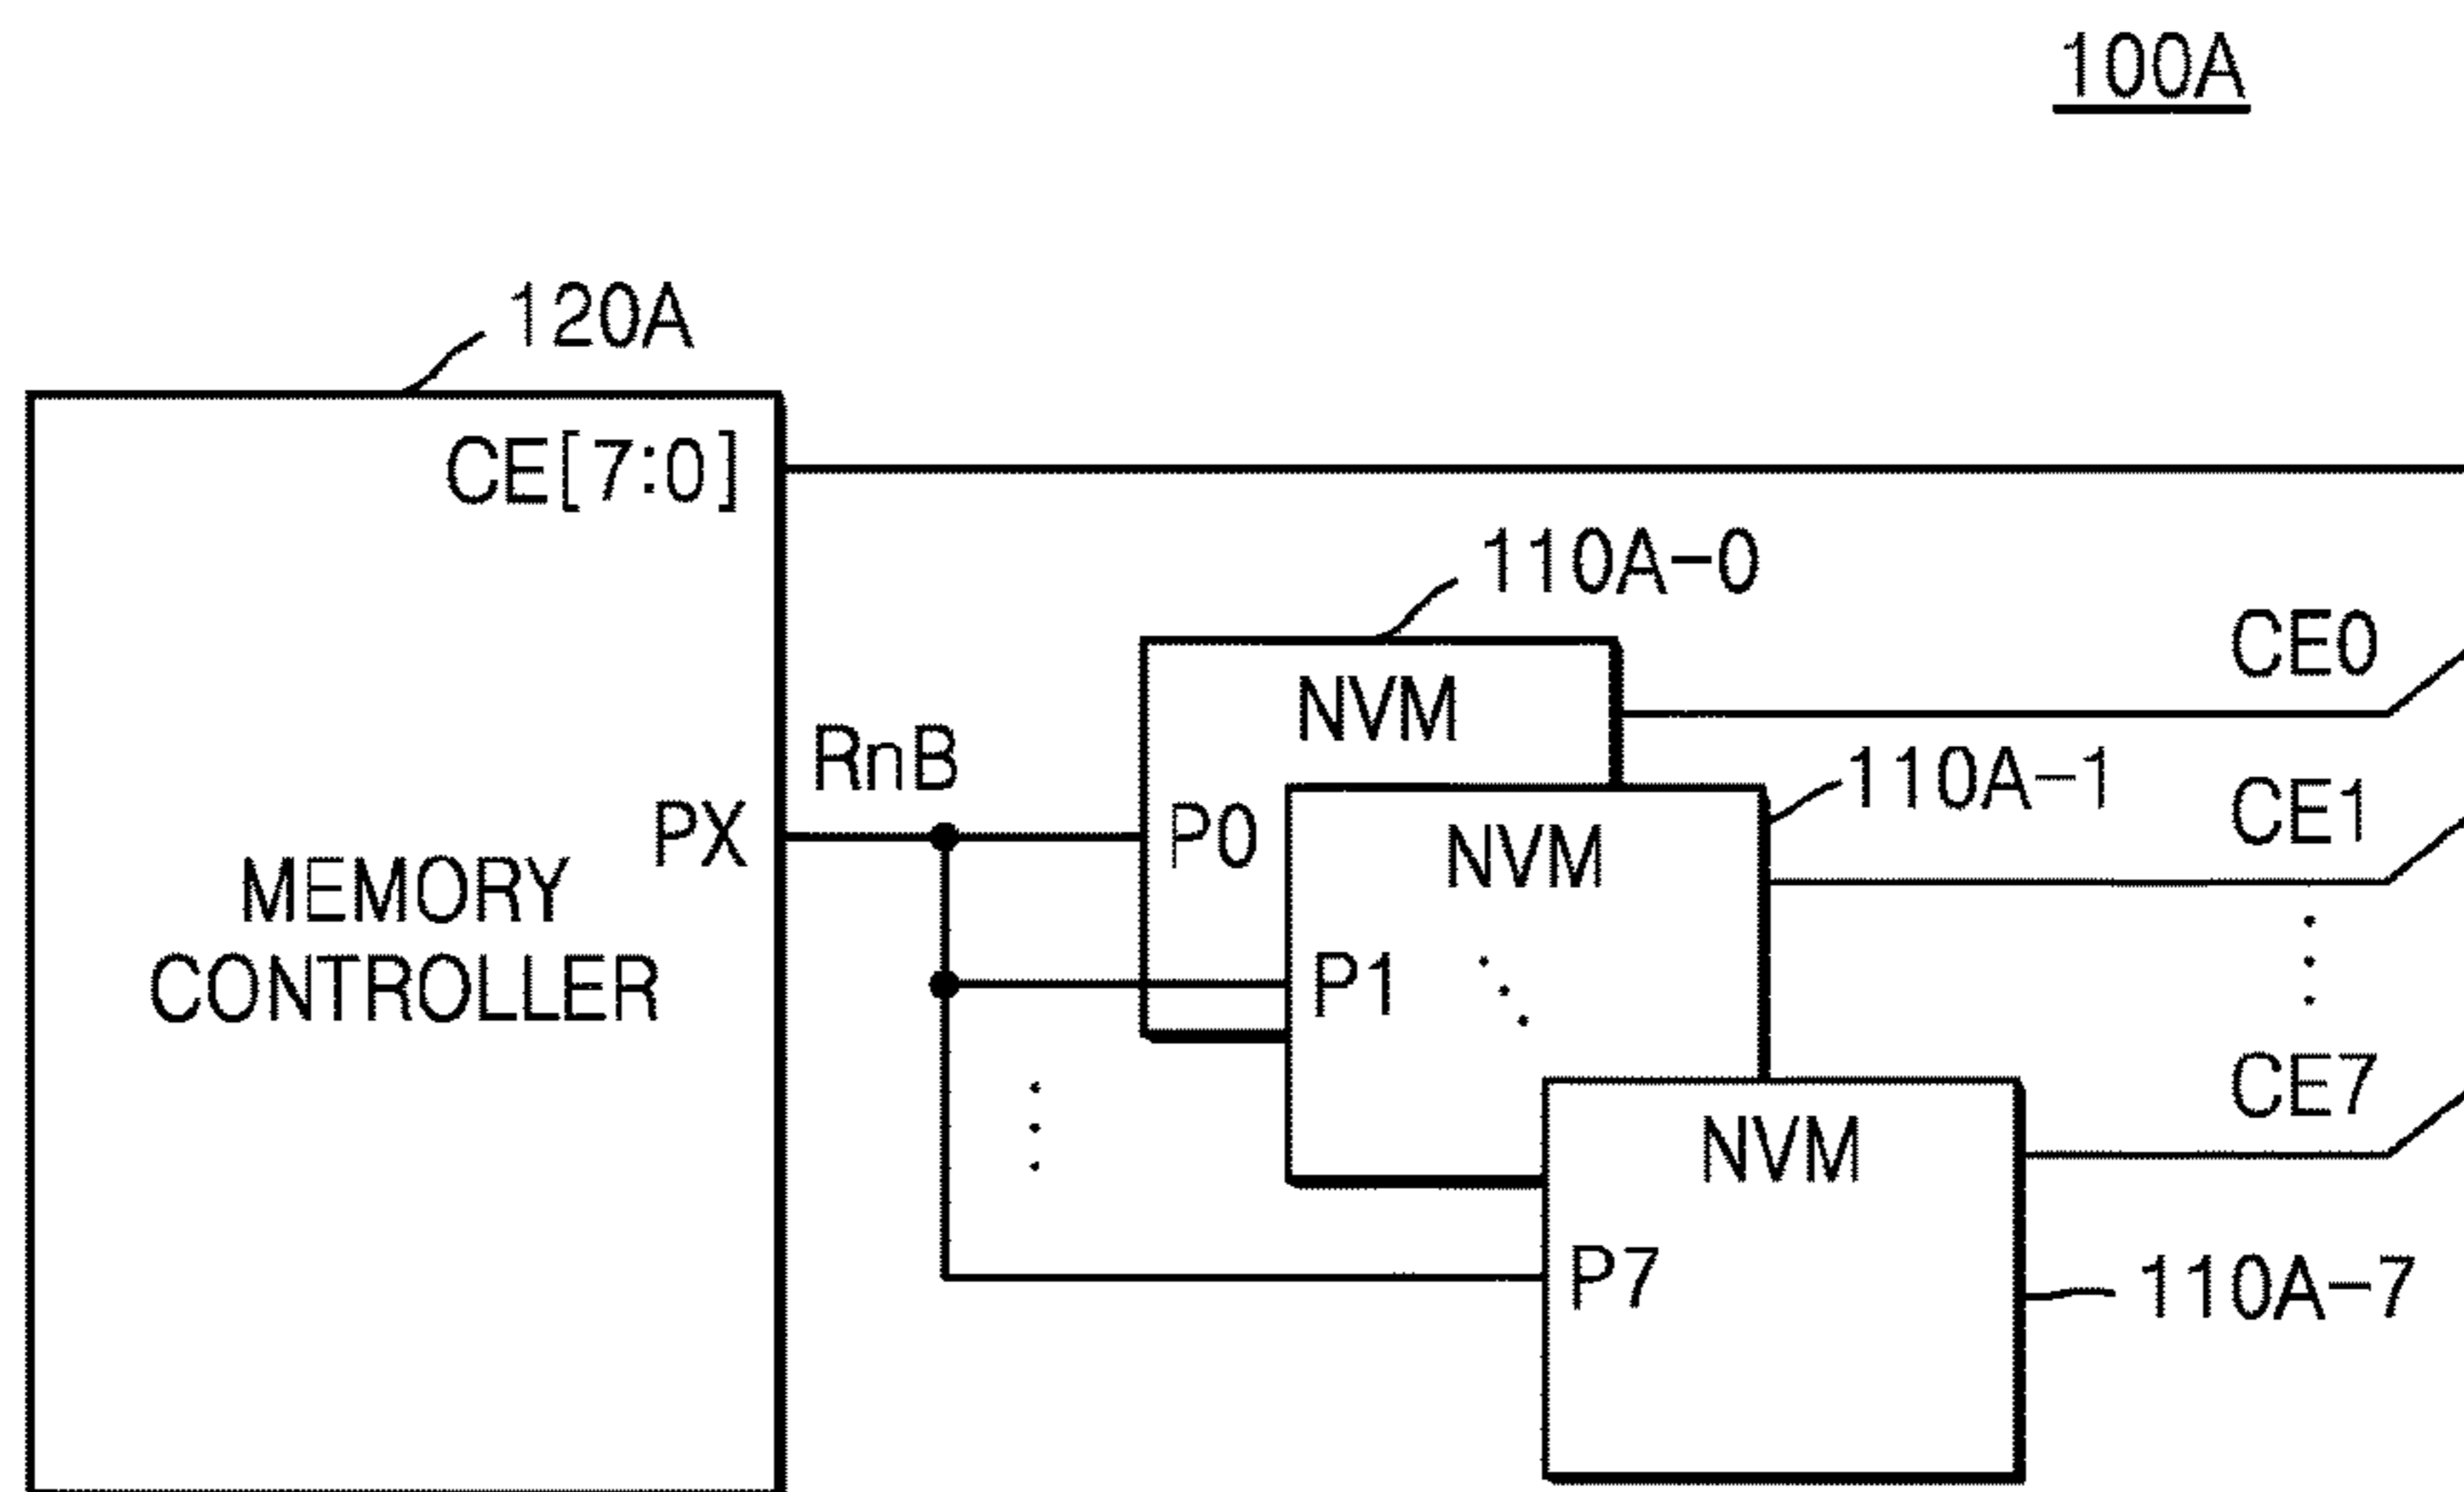 100A
120A
CE[7:0]
110A-0
CE0
NVM
RnB
110A-1
CE1
PX
P0
NVM
MEMORY
CONTROLLER
P1
CE7
NVM
P7
110A-7